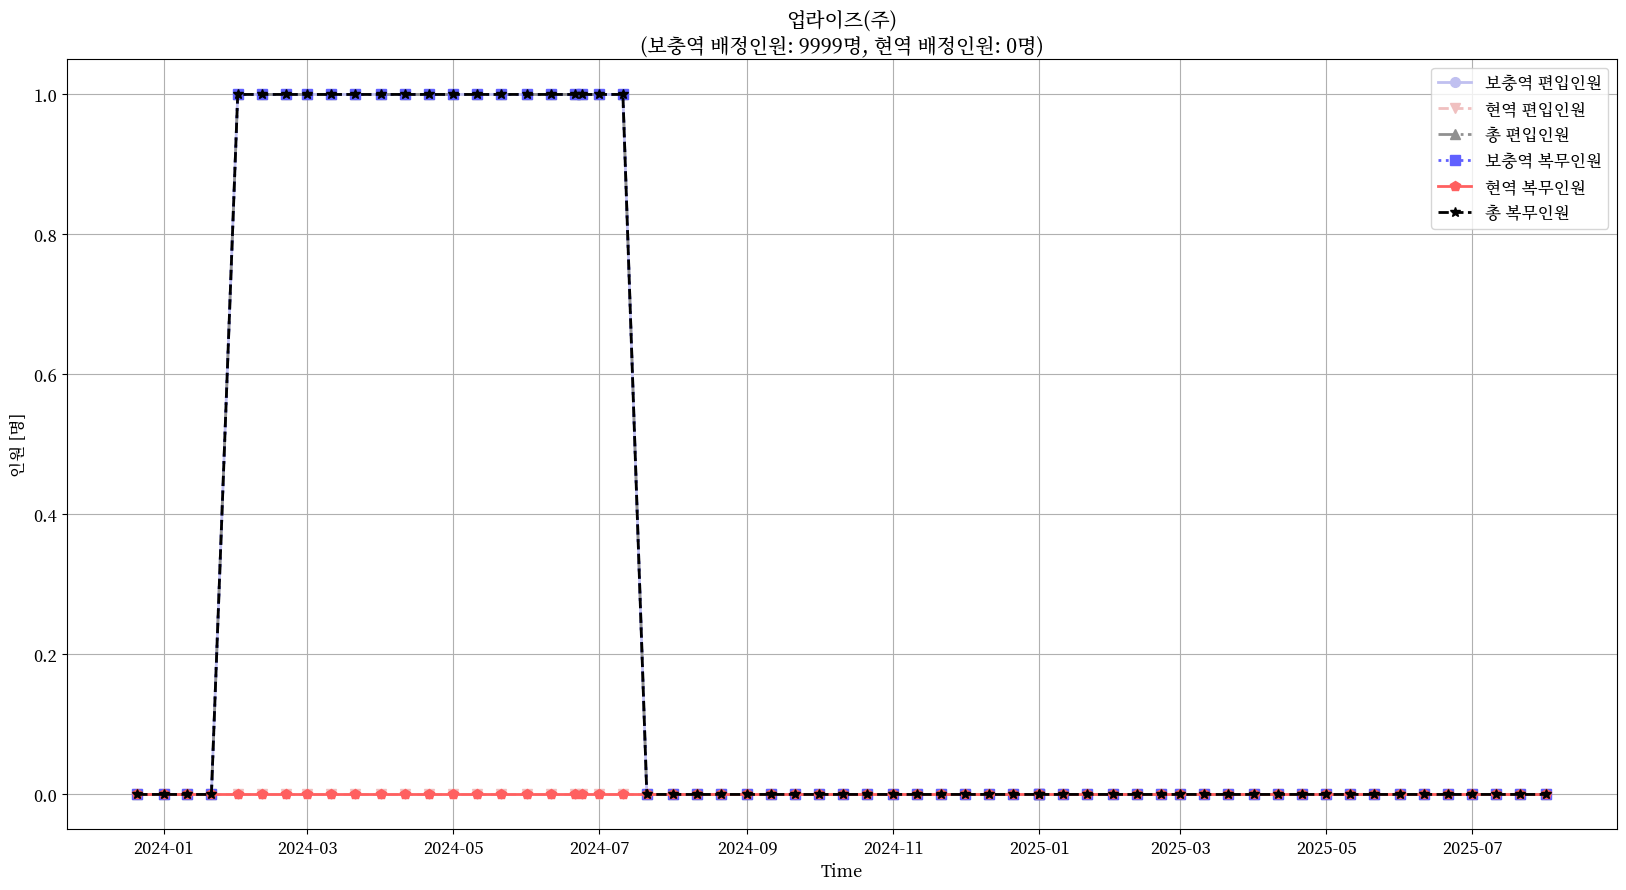 업라이즈(주)
(보충역 배정인원: 9999명, 현역 배정인원: 0명)
보충역 편입인원
현역 편입인원
총 편입인원
보충역 복무인원
현역 복무인원
총 복무인원
인원 [명]
1.0
0.8
0.6
0.4
0.2
0.0
2024-01
2024-03
2024-05
2024-07
2024-09
2024-11
2025-01
2025-03
2025-05
2025-07
Time